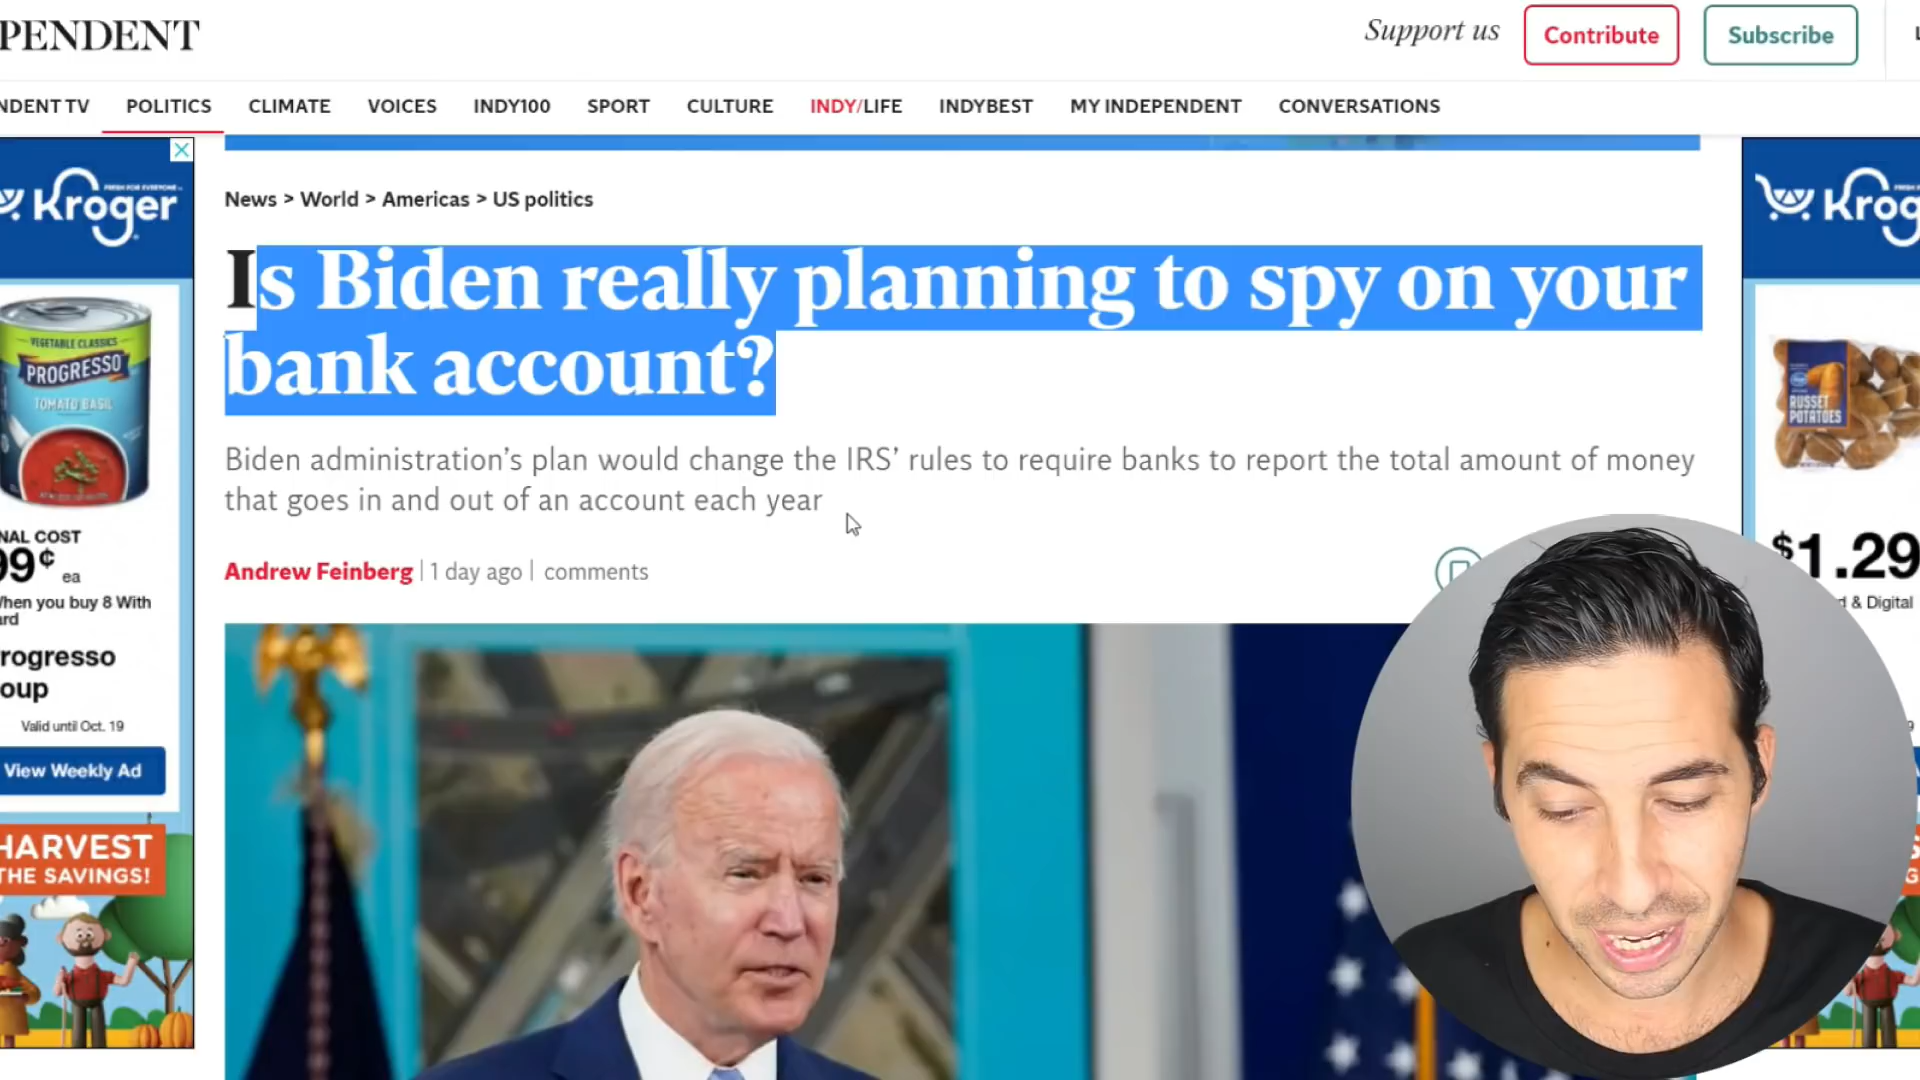 PENDENT
Support us
Contribute
Subscribe
NDENT TV
POLITICS
CLIMATE
VOICES
INDY100
SPORT
CULTURE
INDY/LIFE
INDYBEST
MY INDEPENDENT
CONVERSATIONS
Kroger
News > World > Americas > US politics
Is Biden really planning to spy on your
bank account?
Biden administration's plan would change the IRS' rules to require banks to report the total amount of money
that goes in and out of an account each year
Andrew Feinberg | 1 day ago | comments
VEGETABLE CLASSICS
PROGRESSO
TOMATO BASIL
NAL COST
99¢ ea
When you buy 8 With
ard
rogresso
oup
Valid until Oct. 19
View Weekly Ad
HARVEST
THE SAVINGS!
Krog
RUSSET
POTATOES
$1.29
d & Digital